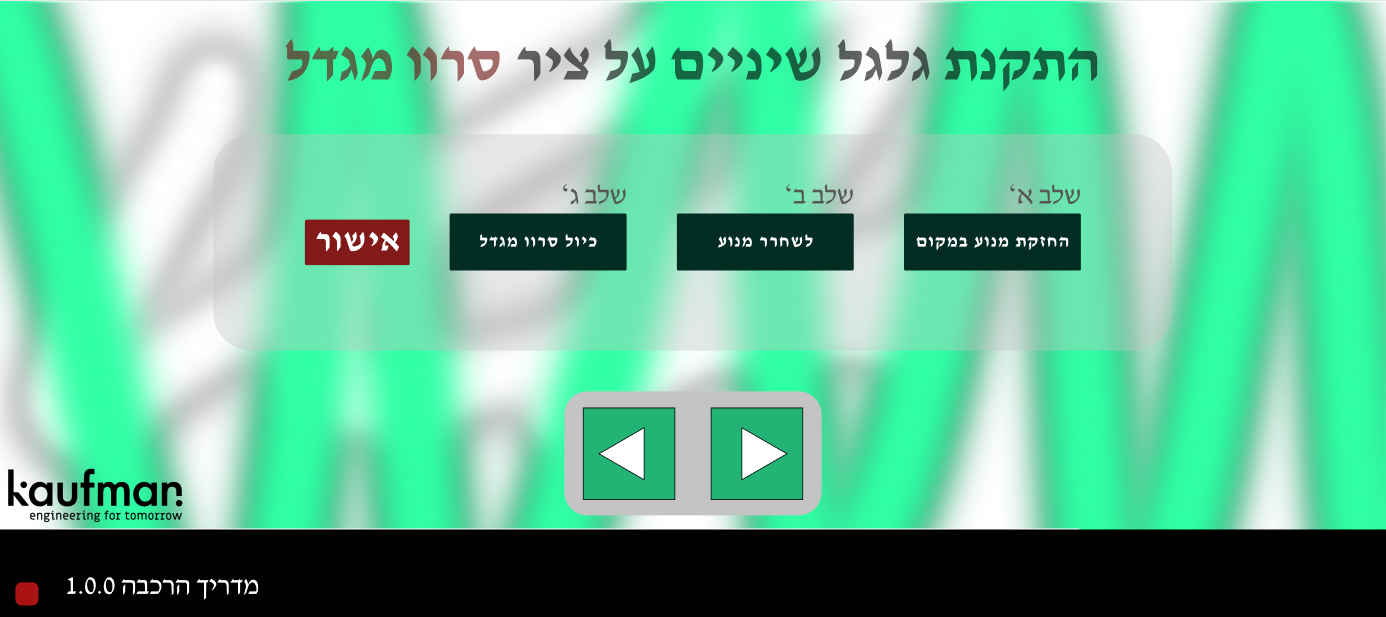 התקנת גלגל שיניים על ציר סרוו מגדל
שלב א'
החזקת מנוע במקום
שלב ב'
לשחרר מנוע
שלב ג'
כיול סרוו מגדל
אישור
kaufman
engineering for tomorrow
מדריך הרכבה 1.0.0